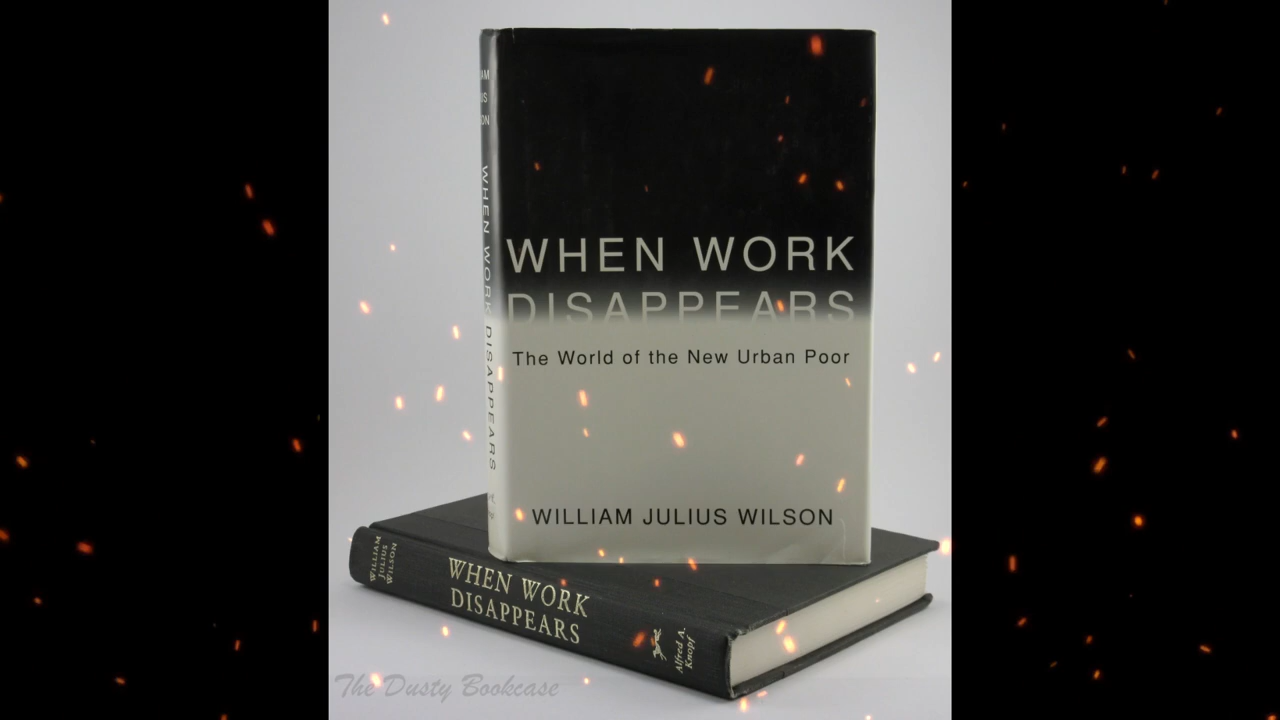 WHEN WORK
DISAPPEARS
The World of the New Urban Poor
WILLIAM JULIUS WILSON
WHEN WORK DISAPPEARS
WILLIAM
JULIUS
WILSON
WHEN WORK
DISAPPEARS
Alfred A.
Knopf
The Dusty Bookcase